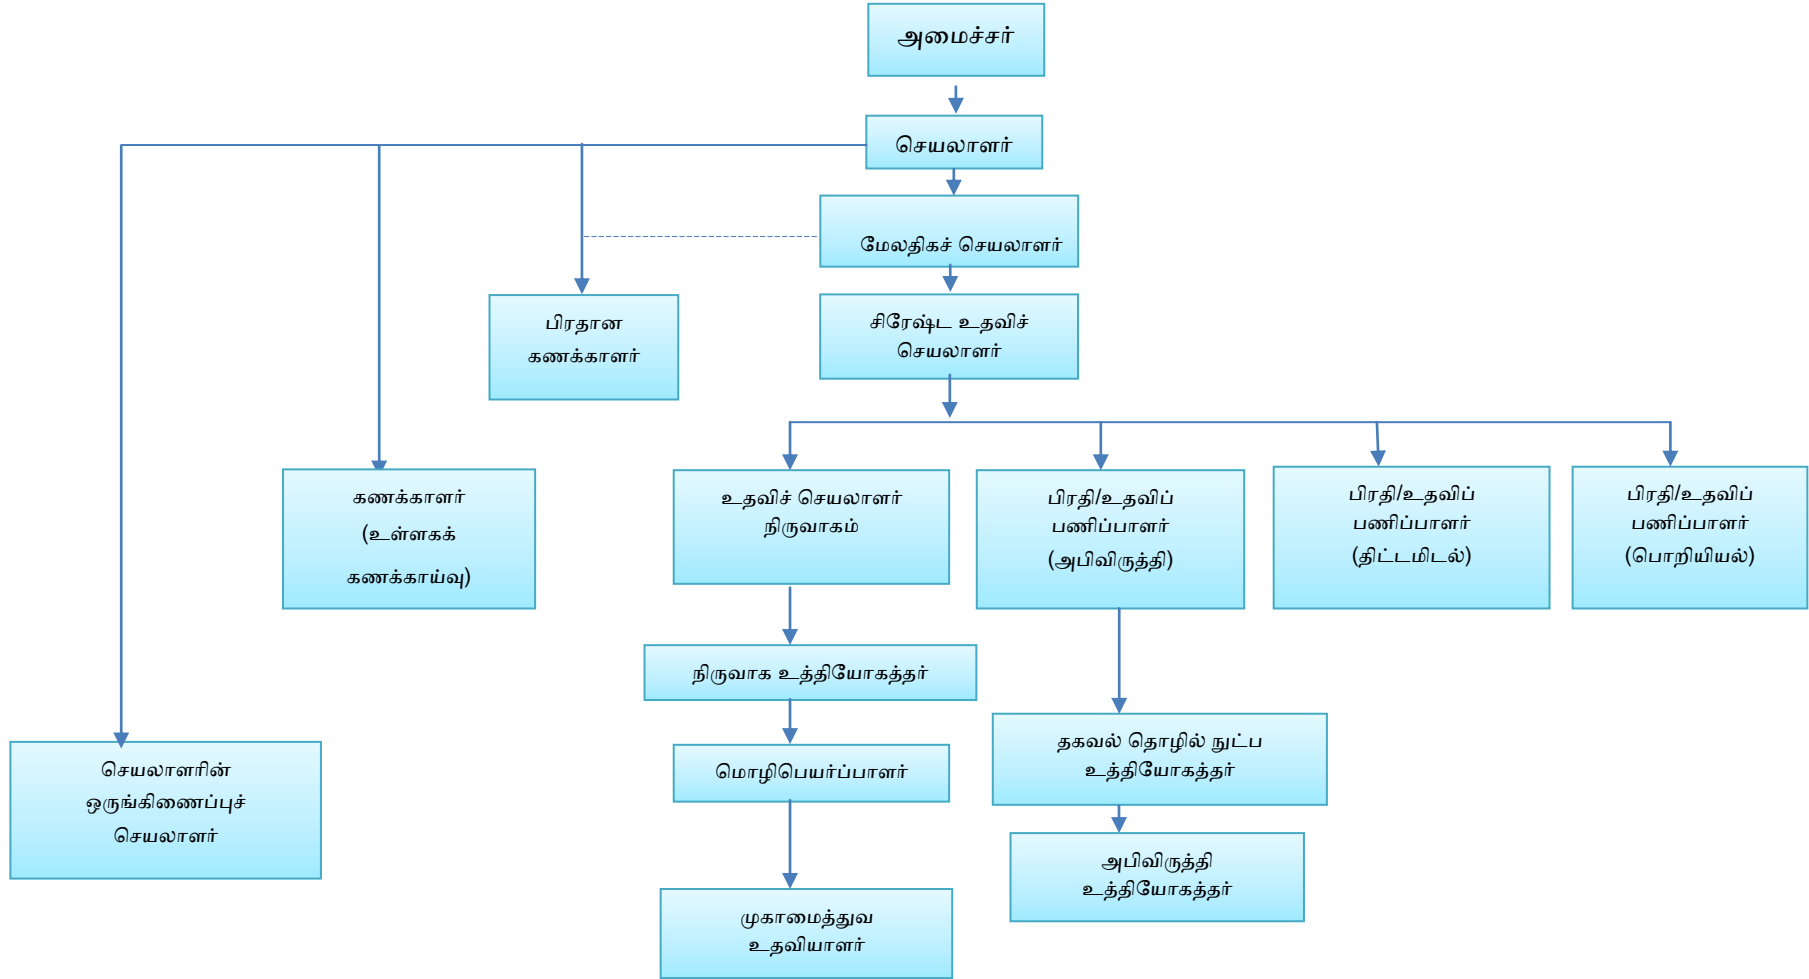 அமைச்சர்
செயலாளர்
மேலதிகச் செயலாளர்
பிரதான
கணக்காளர்
சிரேஷ்ட உதவிச்
செயலாளர்
கணக்காளர்
(உள்ளகக்
கணக்காய்வு)
உதவிச் செயலாளர்
நிருவாகம்
பிரதி/உதவிப்
பணிப்பாளர்
(அபிவிருத்தி)
பிரதி/உதவிப்
பணிப்பாளர்
(திட்டமிடல்)
பிரதி/உதவிப்
பணிப்பாளர்
(பொறியியல்)
நிருவாக உத்தியோகத்தர்
செயலாளரின்
ஒருங்கிணைப்புச்
செயலாளர்
மொழிபெயர்ப்பாளர்
தகவல் தொழில் நுட்ப
உத்தியோகத்தர்
அபிவிருத்தி
உத்தியோகத்தர்
முகாமைத்துவ
உதவியாளர்